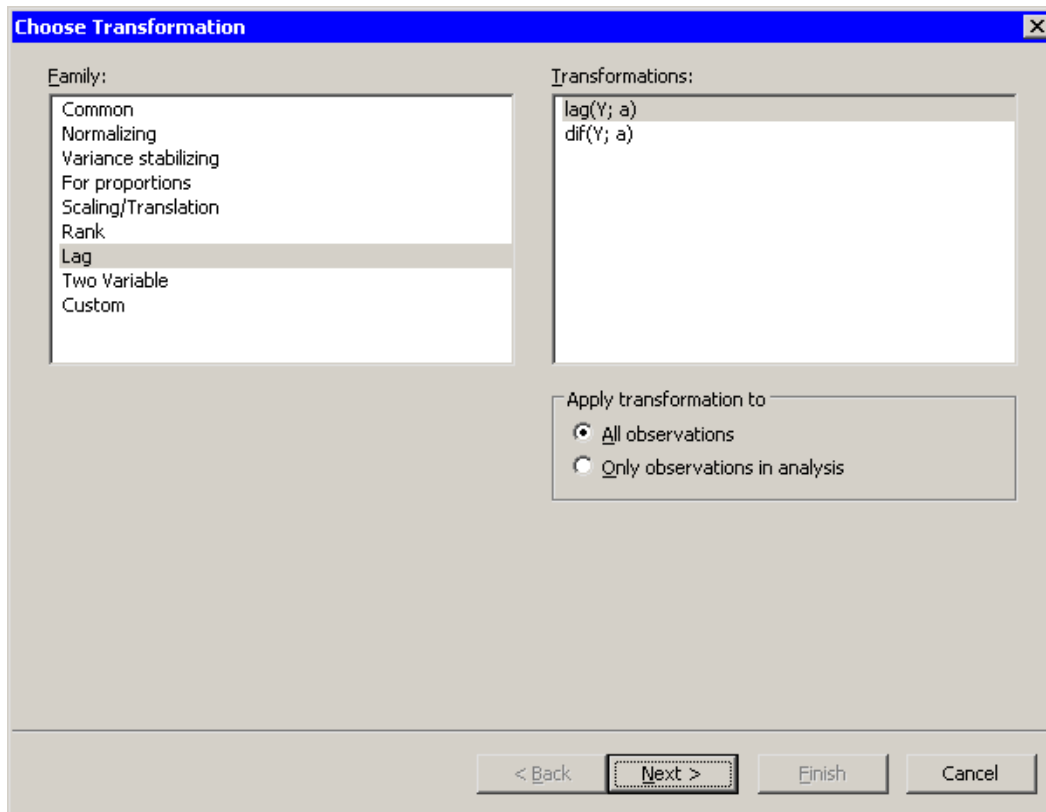 Choose Transformation
Family:
Common
Normalizing
Variance stabilizing
For proportions
Scaling/Translation
Rank
Lag
Two Variable
Custom
Transformations:
lag(Y; a)
dif(Y; a)
Apply transformation to
All observations
Only observations in analysis
< Back
Next >
Finish
Cancel